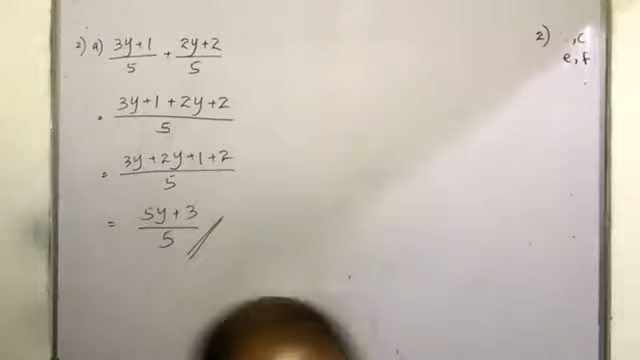 2) a) 3y+1/5 + 2y+2/5
= 3y+1+2y+2/5
= 3y+2y+1+2/5
= 5y+3/5
2) , c
e, f